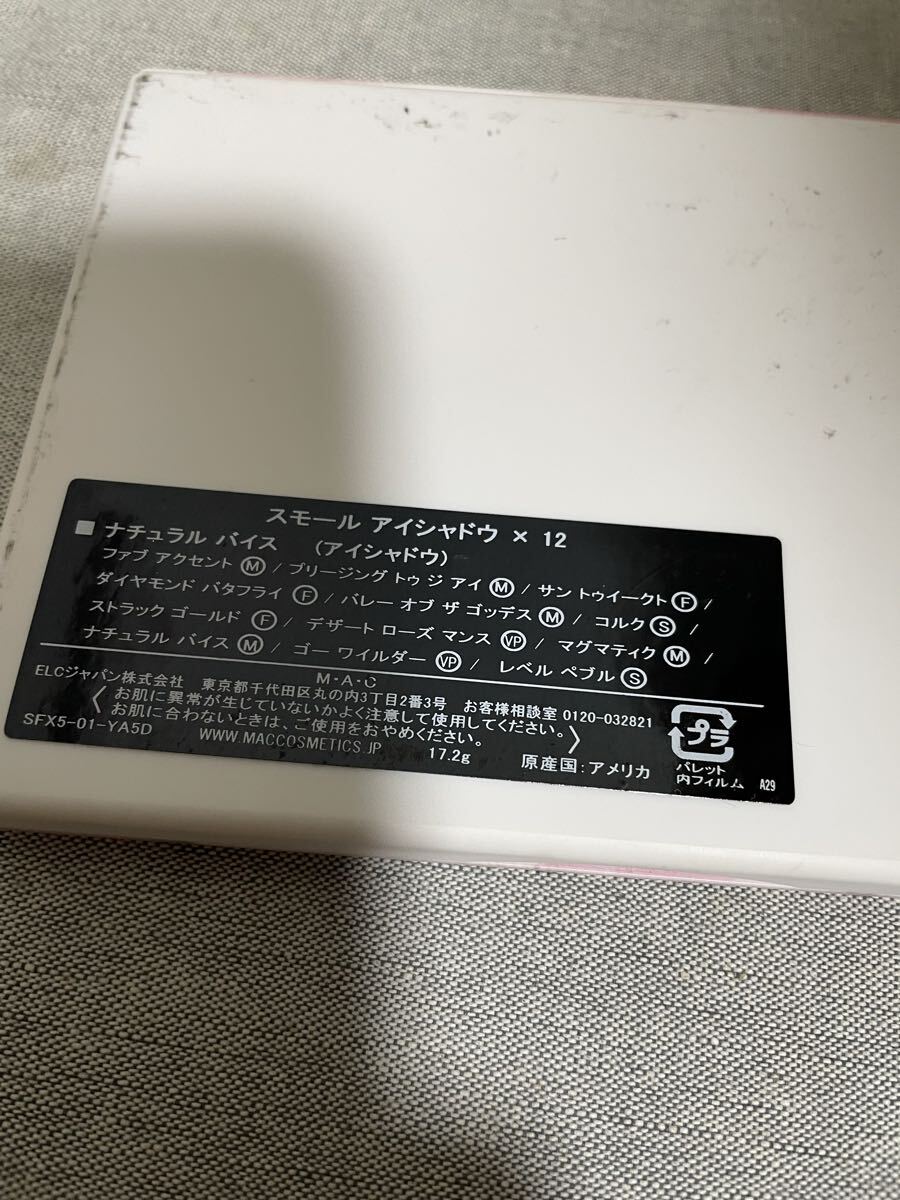 スモール アイシャドウ × 12
■ ナチュラル バイス （アイシャドウ）
ファブ アクセント Ⓜ / ブリージング トゥ ジ アイ Ⓜ / サン トゥイークト Ⓕ /
ダイヤモンド バタフライ Ⓕ / バレー オブ ザ ゴッデス Ⓜ / コルク Ⓢ /
ストラック ゴールド Ⓕ / デザート ローズ マンス VP / マグマティク Ⓜ /
ナチュラル バイス Ⓜ / ゴー ワイルダー VP / レベル ペブル Ⓢ
M・A・C
ELCジャパン株式会社 東京都千代田区丸の内3丁目2番3号 お客様相談室 0120-032821
〈お肌に異常が生じていないかよく注意して使用してください。
お肌に合わないときは、ご使用をおやめください。〉
SFX5-01-YA5D WWW.MACCOSMETICS.JP 17.2g 原産国：アメリカ
プラ
パレット
内フィルム A29